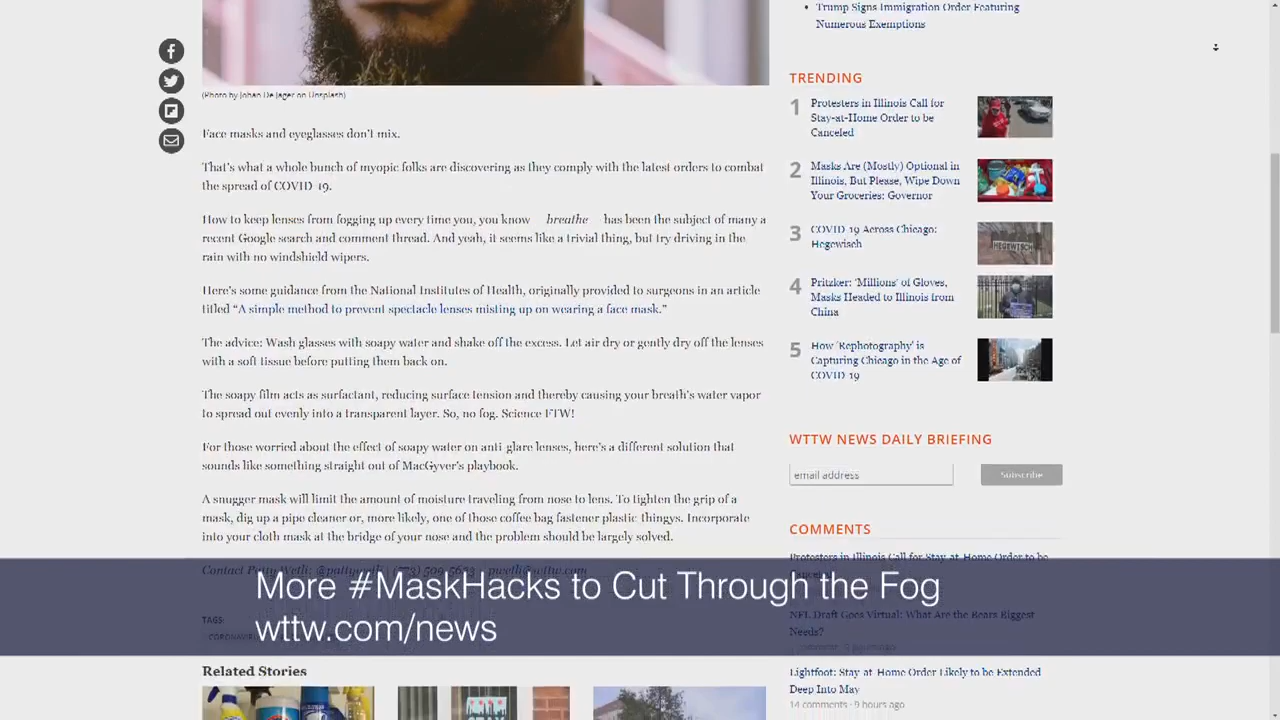 Trump Signs Immigration Order Featuring
Numerous Exemptions
(Photo by Johan De Jager on Unsplash)
Face masks and eyeglasses don't mix.
That's what a whole bunch of myopic folks are discovering as they comply with the latest orders to combat
the spread of COVID-19.
How to keep lenses from fogging up every time you, you know — breathe — has been the subject of many a
recent Google search and comment thread. And yeah, it seems like a trivial thing, but try driving in the
rain with no windshield wipers.
Here's some guidance from the National Institutes of Health, originally provided to surgeons in an article
titled “A simple method to prevent spectacle lenses misting up on wearing a face mask.”
The advice: Wash glasses with soapy water and shake off the excess. Let air dry or gently dry off the lenses
with a soft tissue before putting them back on.
The soapy film acts as surfactant, reducing surface tension and thereby causing your breath's water vapor
to spread out evenly into a transparent layer. So, no fog. Science FTW!
For those worried about the effect of soapy water on anti-glare lenses, here's a different solution that
sounds like something straight out of MacGyver's playbook.
A snugger mask will limit the amount of moisture traveling from nose to lens. To tighten the grip of a
mask, dig up a pipe cleaner or, more likely, one of those coffee bag fastener plastic thingys. Incorporate
into your cloth mask at the bridge of your nose and the problem should be largely solved.
Contact Patty Wetli: @pattywetli
TAGS:
Related Stories
TRENDING
1 Protesters in Illinois Call for
Stay-at-Home Order to be
Canceled
2 Masks Are (Mostly) Optional in
Illinois, But Please, Wipe Down
Your Groceries: Governor
3 COVID-19 Across Chicago:
Hegewisch
HEGEWISCH
4 Pritzker: 'Millions' of Gloves,
Masks Headed to Illinois from
China
5 How 'Rephotography' is
Capturing Chicago in the Age of
COVID-19
WTTW NEWS DAILY BRIEFING
email address
Subscribe
COMMENTS
Protesters in Illinois Call for Stay-at-Home Order to be
NFL Draft Goes Virtual: What Are the Bears Biggest
Needs?
Lightfoot: Stay-at-Home Order Likely to be Extended
Deep Into May
14 comments · 9 hours ago
More #MaskHacks to Cut Through the Fog
wttw.com/news